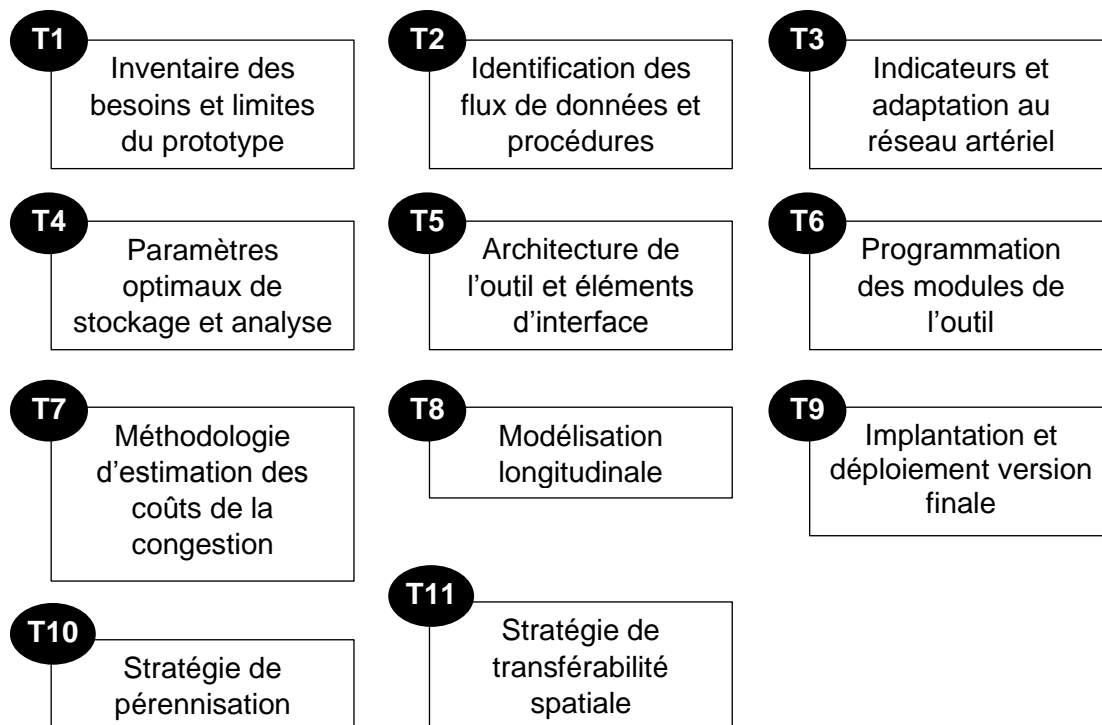 T1
Inventaire des
besoins et limites
du prototype
T2
Identification des
flux de données et
procédures
T3
Indicateurs et
adaptation au
réseau artériel
T4
Paramètres
optimaux de
stockage et analyse
T5
Architecture de
l’outil et éléments
d’interface
T6
Programmation
des modules de
l’outil
T7
Méthodologie
d’estimation des
coûts de la
congestion
T8
Modélisation
longitudinale
T9
Implantation et
déploiement version
finale
T10
Stratégie de
pérennisation
T11
Stratégie de
transférabilité
spatiale